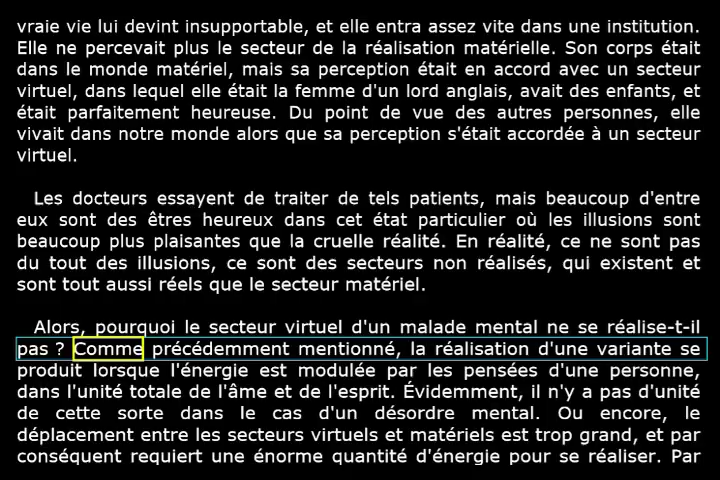 vraie vie lui devint insupportable, et elle entra assez vite dans une institution.
Elle ne percevait plus le secteur de la réalisation matérielle. Son corps était
dans le monde matériel, mais sa perception était en accord avec un secteur
virtuel, dans lequel elle était la femme d'un lord anglais, avait des enfants, et
était parfaitement heureuse. Du point de vue des autres personnes, elle
vivait dans notre monde alors que sa perception s'était accordée à un secteur
virtuel.
Les docteurs essayent de traiter de tels patients, mais beaucoup d'entre
eux sont des êtres heureux dans cet état particulier où les illusions sont
beaucoup plus plaisantes que la cruelle réalité. En réalité, ce ne sont pas
du tout des illusions, ce sont des secteurs non réalisés, qui existent et
sont tout aussi réels que le secteur matériel.
Alors, pourquoi le secteur virtuel d'un malade mental ne se réalise-t-il
pas ? Comme précédemment mentionné, la réalisation d'une variante se
produit lorsque l'énergie est modulée par les pensées d'une personne,
dans l'unité totale de l'âme et de l'esprit. Évidemment, il n'y a pas d'unité
de cette sorte dans le cas d'un désordre mental. Ou encore, le
déplacement entre les secteurs virtuels et matériels est trop grand, et par
conséquent requiert une énorme quantité d'énergie pour se réaliser. Par